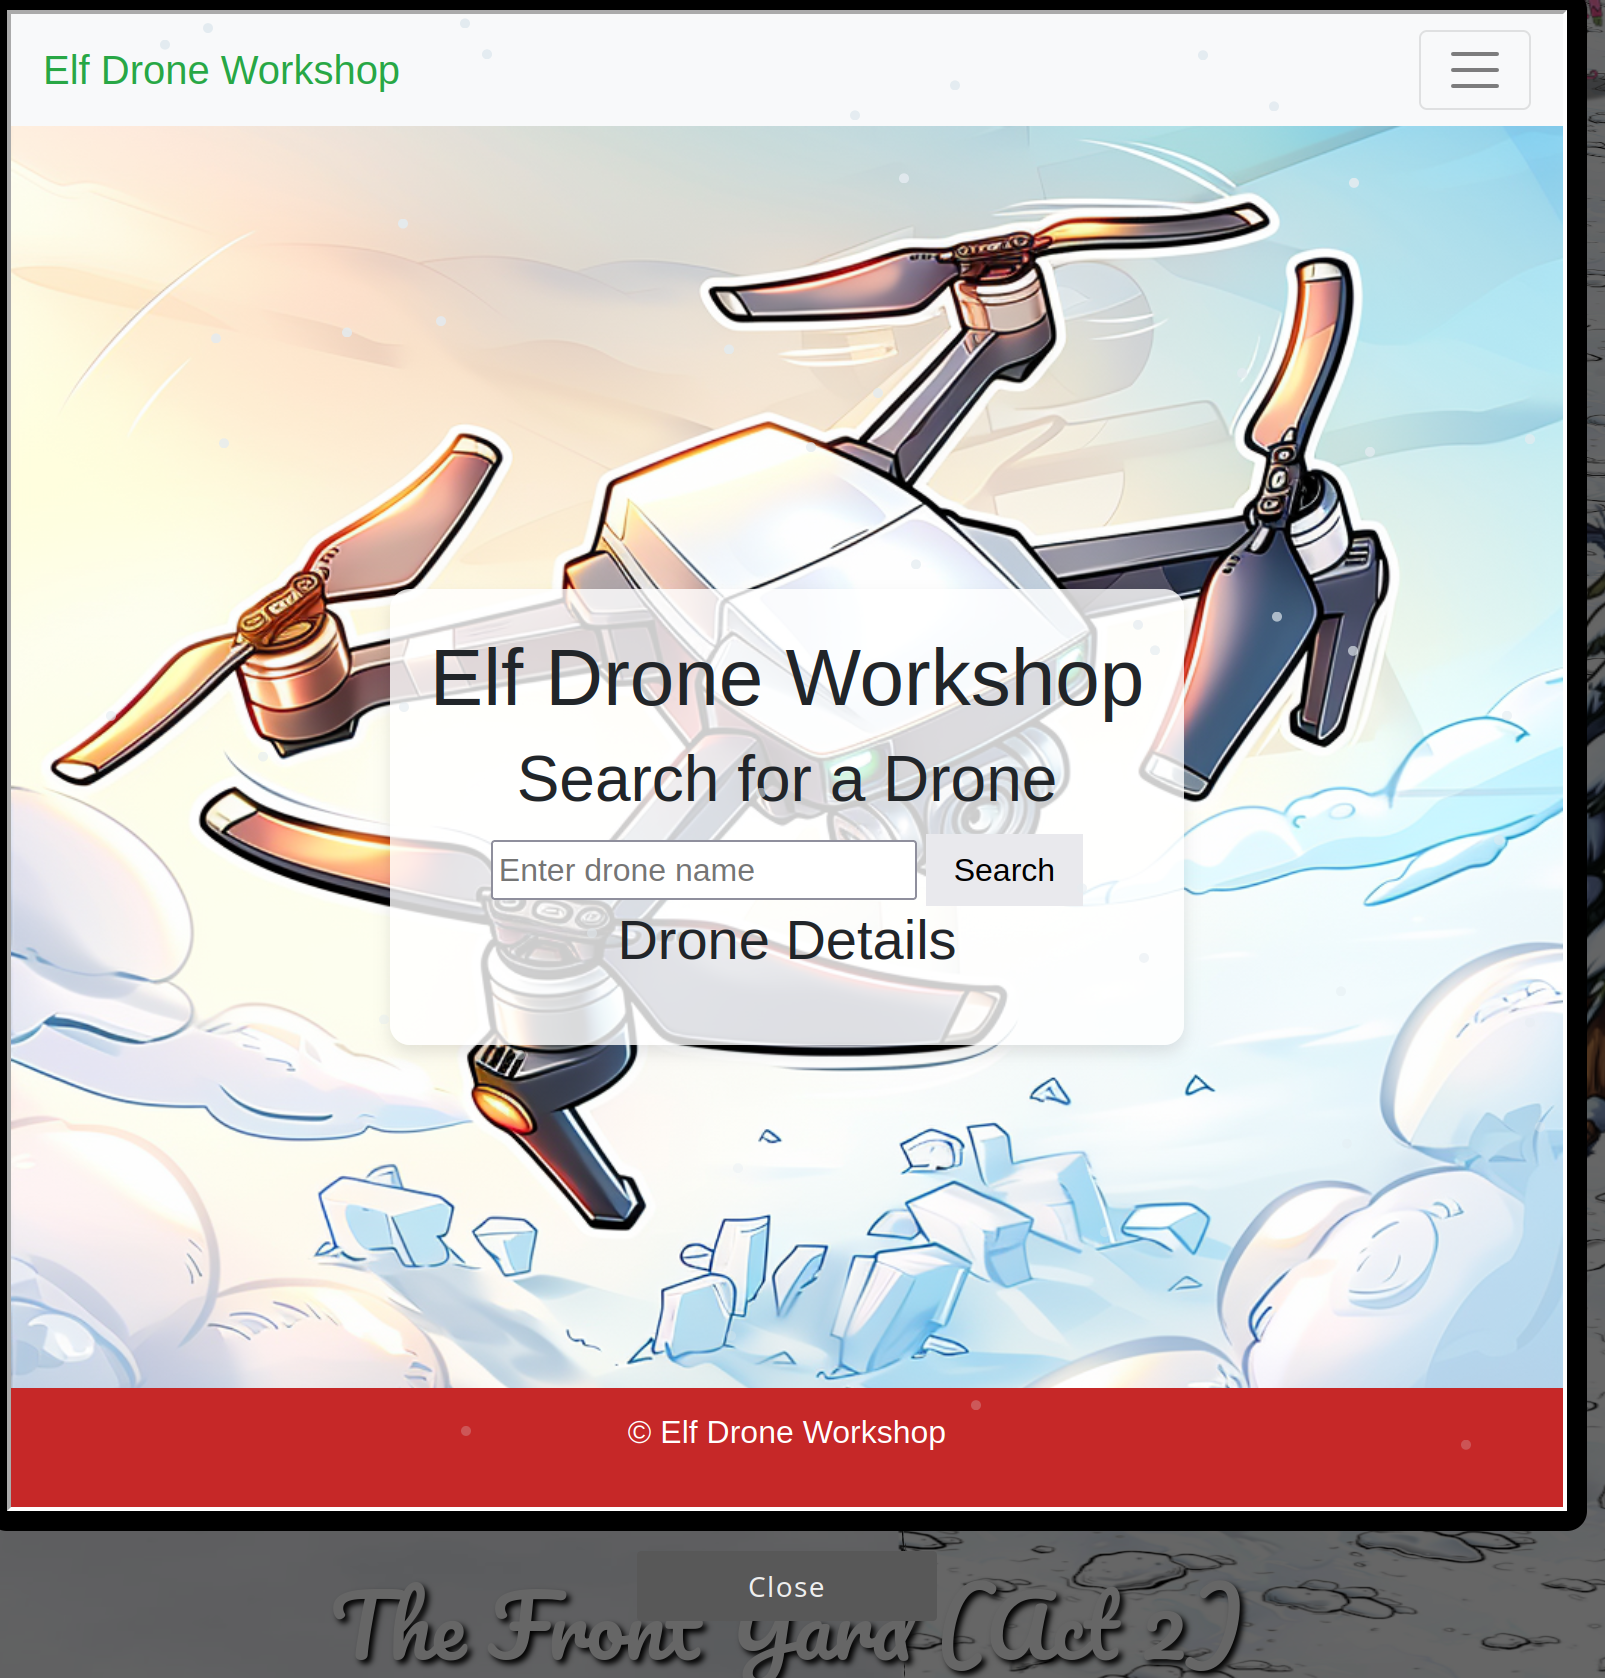 Elf Drone Workshop
Elf Drone Workshop
Search for a Drone
Enter drone name
Search
Drone Details
© Elf Drone Workshop
Close
The Front Yard (Act 2)